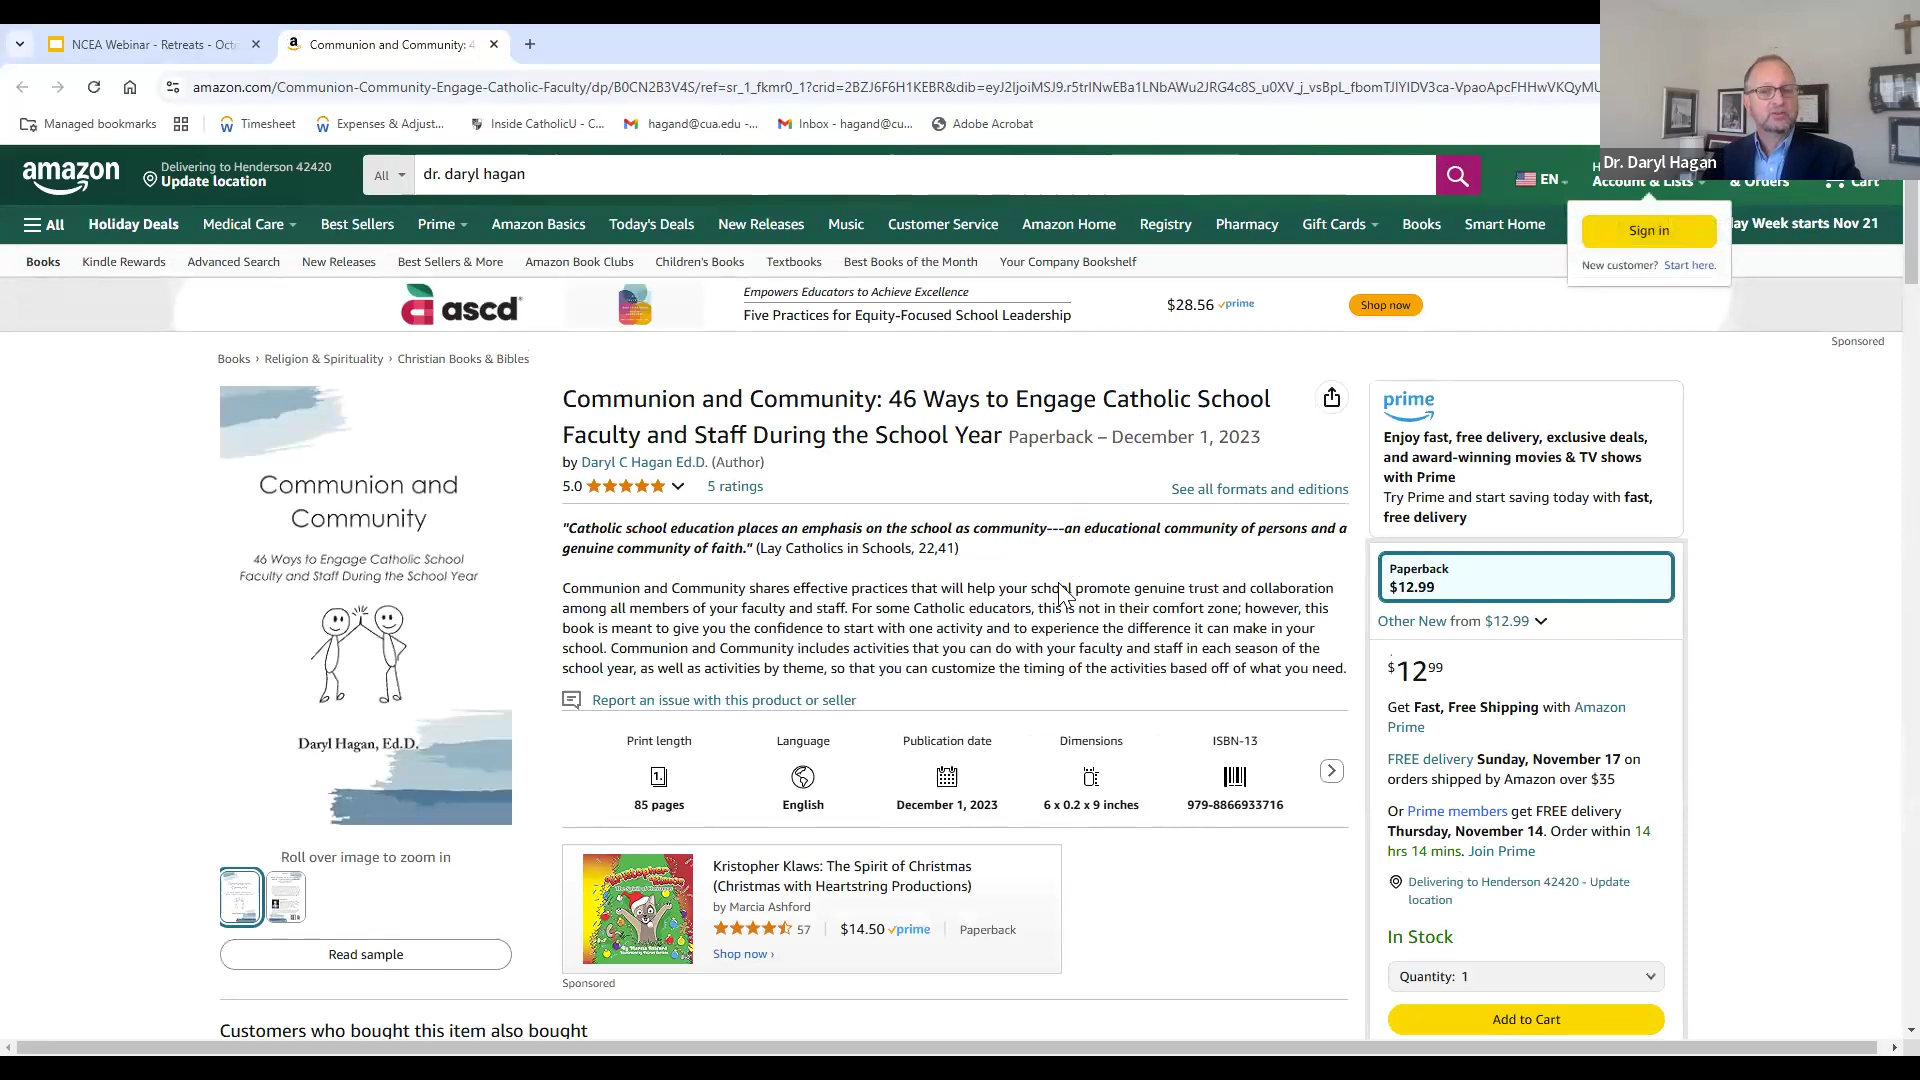 NCEA Webinar - Retreats - Octo
Communion and Community: 4
amazon.com/Communion-Community-Engage-Catholic-Faculty/dp/B0CN2B3V4S/ref=sr_1_fkmr0_1?
Managed bookmarks
Timesheet
Expenses & Adjust...
Inside CatholicU - C...
hagand@cua.edu -...
Inbox - hagand@cu...
Adobe Acrobat
Dr. Daryl Hagan
amazon
Delivering to Henderson 42420
Update location
All
dr. daryl hagan
EN
Account & Lists
& Orders
Cart
All
Holiday Deals
Medical Care
Best Sellers
Prime
Amazon Basics
Today's Deals
New Releases
Music
Customer Service
Amazon Home
Registry
Pharmacy
Gift Cards
Books
Smart Home
ay Week starts Nov 21
Sign in
New customer? Start here.
Books
Kindle Rewards
Advanced Search
New Releases
Best Sellers & More
Amazon Book Clubs
Children's Books
Textbooks
Best Books of the Month
Your Company Bookshelf
ascd
Empowers Educators to Achieve Excellence
Five Practices for Equity-Focused School Leadership
$28.56 prime
Shop now
Sponsored
Books › Religion & Spirituality › Christian Books & Bibles
Communion and
Community
46 Ways to Engage Catholic School
Faculty and Staff During the School Year
Daryl Hagan, Ed.D.
Roll over image to zoom in
Read sample
Communion and Community: 46 Ways to Engage Catholic School
Faculty and Staff During the School Year Paperback – December 1, 2023
by Daryl C Hagan Ed.D. (Author)
5.0
5 ratings
See all formats and editions
"Catholic school education places an emphasis on the school as community---an educational community of persons and a
genuine community of faith." (Lay Catholics in Schools, 22,41)
Communion and Community shares effective practices that will help your school promote genuine trust and collaboration
among all members of your faculty and staff. For some Catholic educators, this is not in their comfort zone; however, this
book is meant to give you the confidence to start with one activity and to experience the difference it can make in your
school. Communion and Community includes activities that you can do with your faculty and staff in each season of the
school year, as well as activities by theme, so that you can customize the timing of the activities based off of what you need.
Report an issue with this product or seller
Print length
Language
Publication date
Dimensions
ISBN-13
85 pages
English
December 1, 2023
6 x 0.2 x 9 inches
979-8866933716
Kristopher Klaws: The Spirit of Christmas
(Christmas with Heartstring Productions)
by Marcia Ashford
57
$14.50 prime
Paperback
Shop now ›
Sponsored
Customers who bought this item also bought
prime
Enjoy fast, free delivery, exclusive deals,
and award-winning movies & TV shows
with Prime
Try Prime and start saving today with fast,
free delivery
Paperback
$12.99
Other New from $12.99
$12 99
Get Fast, Free Shipping with Amazon
Prime
FREE delivery Sunday, November 17 on
orders shipped by Amazon over $35
Or Prime members get FREE delivery
Thursday, November 14. Order within 14
hrs 14 mins. Join Prime
Delivering to Henderson 42420 - Update
location
In Stock
Quantity: 1
Add to Cart